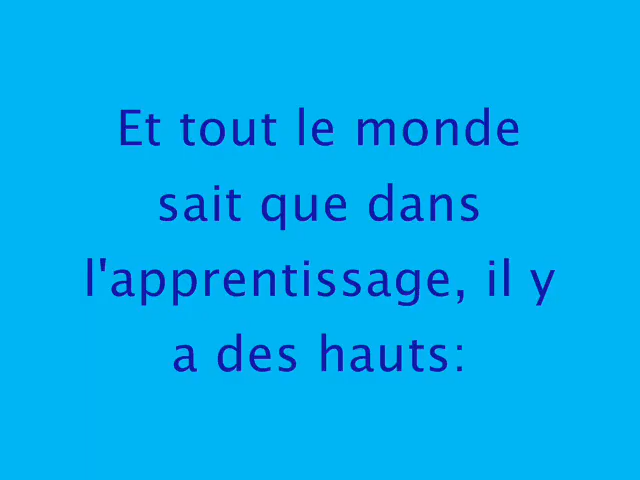 Et tout le monde
sait que dans
l'apprentissage, il y
a des hauts: